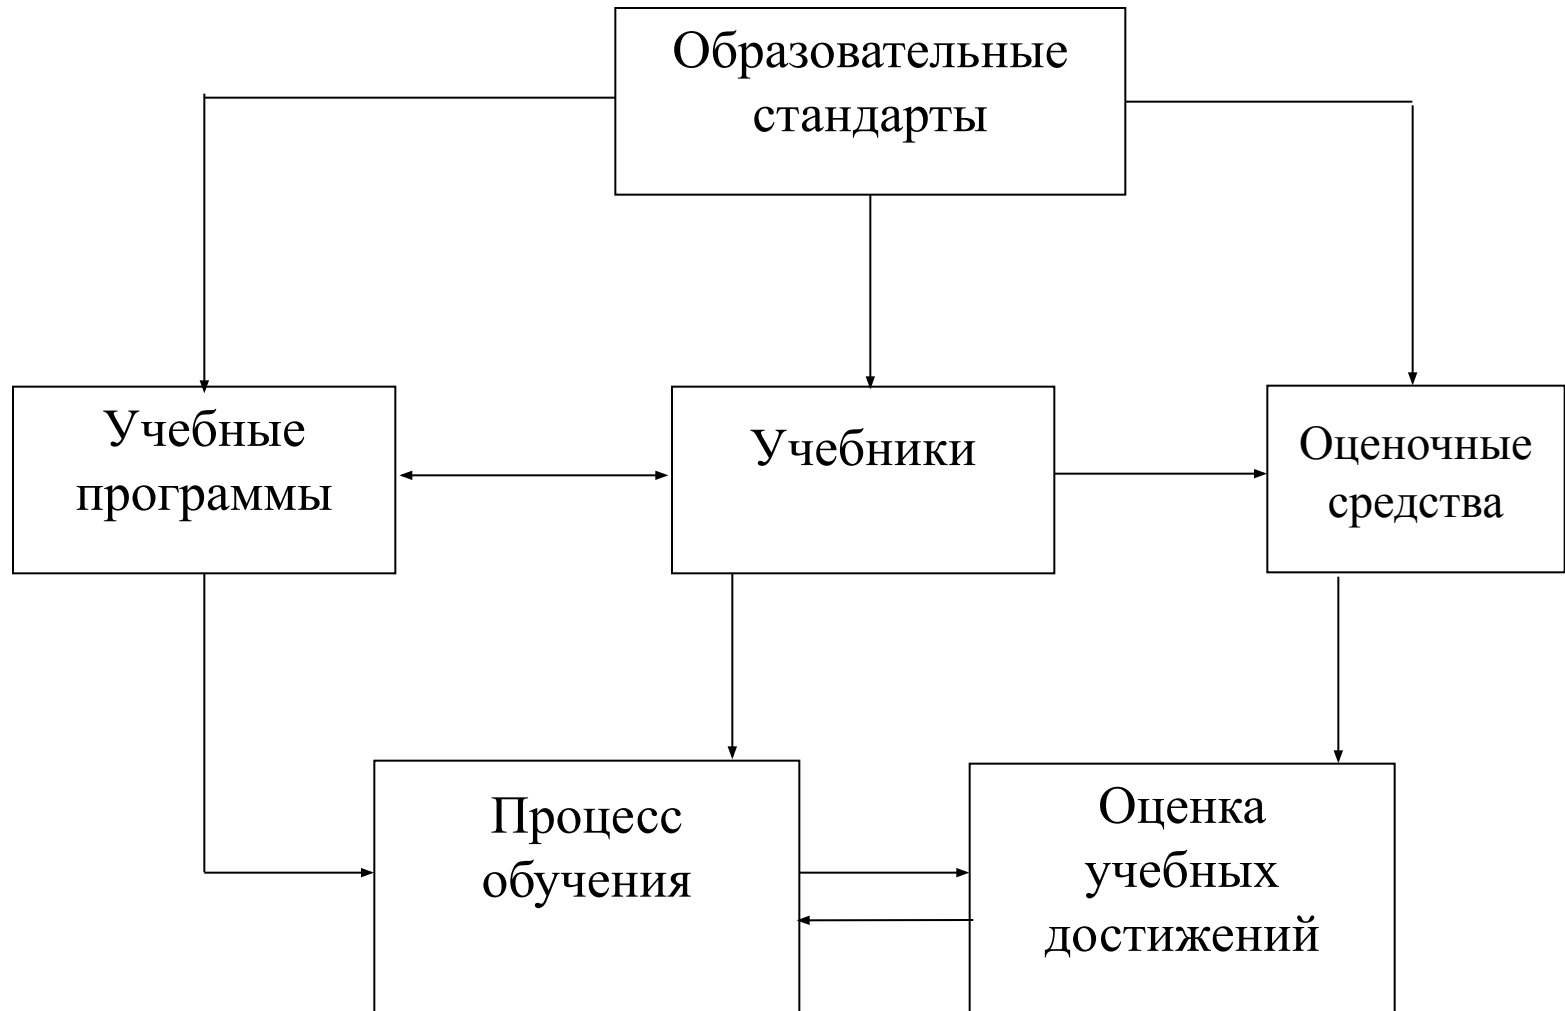 Образовательные
стандарты
Учебные
программы
Учебники
Оценочные
средства
Процесс
обучения
Оценка
учебных
достижений